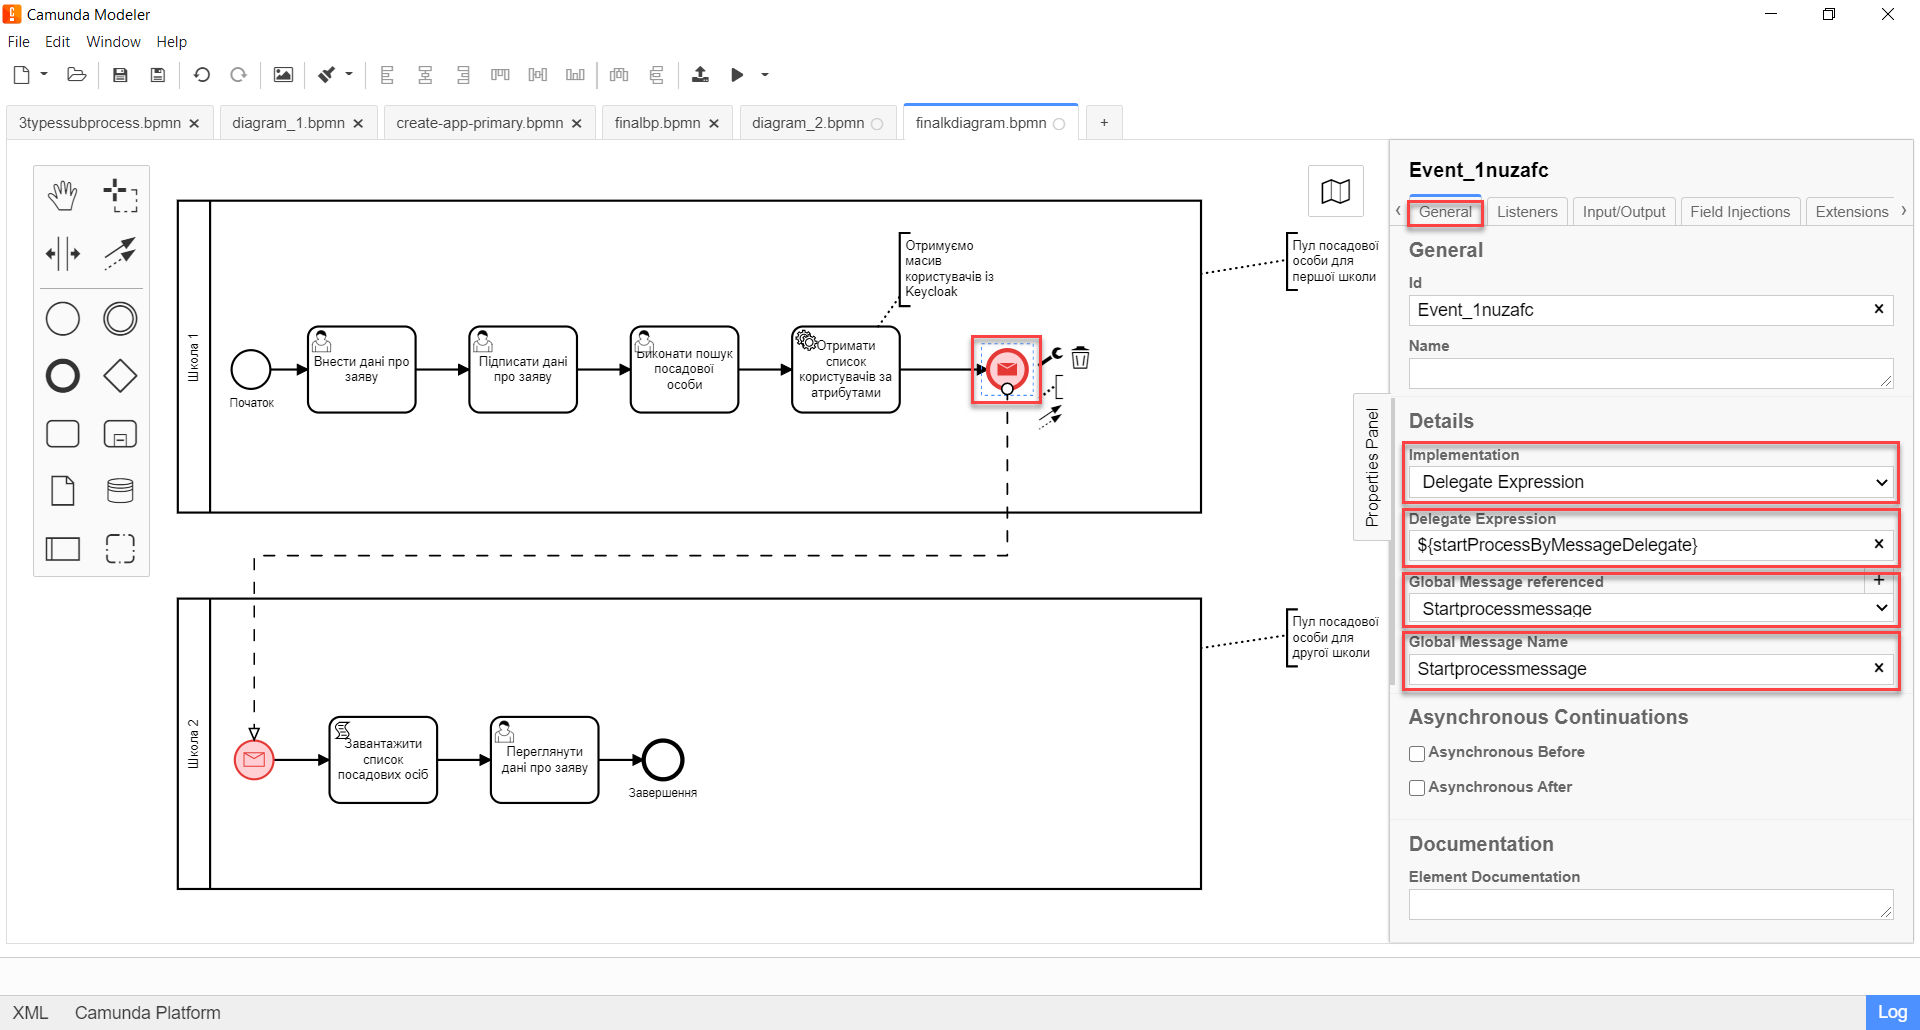 Camunda Modeler
File Edit Window Help
3typessubprocess.bpmn
diagram_1.bpmn
create-app-primary.bpmn
finalbp.bpmn
diagram_2.bpmn
finalkdiagram.bpmn
+
Школа 1
Початок
Внести дані про
заяву
Підписати дані
про заяву
Виконати пошук
посадової
особи
Отримати
список
користувачів за
атрибутами
Отримуємо
масив
користувачів із
Keycloak
Пул посадової
особи для
першої школи
Школа 2
Завантажити
список
посадових осіб
Переглянути
дані про заяву
Завершення
Пул посадової
особи для
другої школи
Properties Panel
Event_1nuzafc
General Listeners Input/Output Field Injections Extensions
General
Id
Event_1nuzafc
Name
Details
Implementation
Delegate Expression
Delegate Expression
${startProcessByMessageDelegate}
Global Message referenced
+
Startprocessmessage
Global Message Name
Startprocessmessage
Asynchronous Continuations
Asynchronous Before
Asynchronous After
Documentation
Element Documentation
XML Camunda Platform
Log